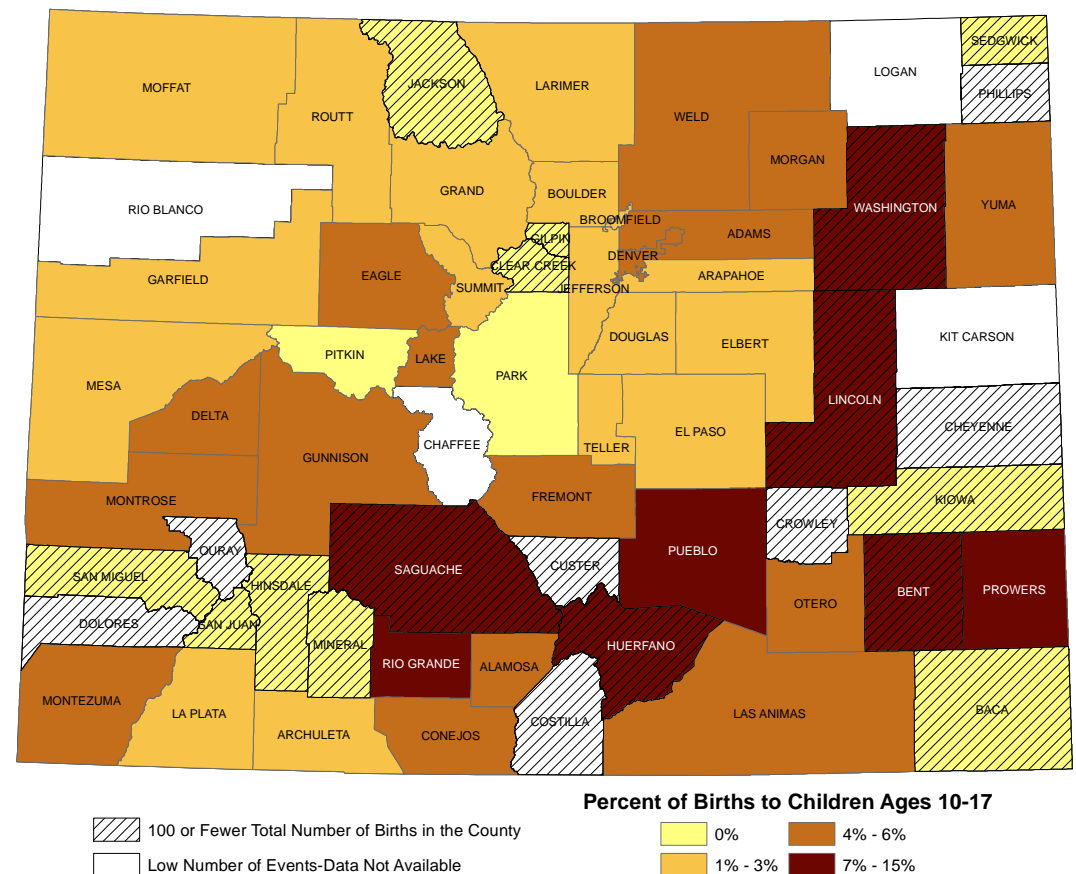 SEDGWICK
LOGAN
PHILLIPS
MOFFAT
JACKSON
LARIMER
ROUTT
WELD
MORGAN
GRAND
BOULDER
WASHINGTON
YUMA
RIO BLANCO
BROOMFIELD
ADAMS
GILPIN
CLEAR CREEK
DENVER
GARFIELD
EAGLE
SUMMIT
JEFFERSON
ARAPAHOE
DOUGLAS
ELBERT
KIT CARSON
PITKIN
LAKE
PARK
MESA
LINCOLN
DELTA
CHAFFEE
TELLER
EL PASO
CHEYENNE
GUNNISON
MONTROSE
FREMONT
KIOWA
CROWLEY
OURAY
SAGUACHE
CUSTER
PUEBLO
SAN MIGUEL
HINSDALE
OTERO
BENT
PROWERS
DOLORES
SAN JUAN
MINERAL
RIO GRANDE
ALAMOSA
HUERFANO
MONTEZUMA
LA PLATA
ARCHULETA
CONEJOS
COSTILLA
LAS ANIMAS
BACA
Percent of Births to Children Ages 10-17
100 or Fewer Total Number of Births in the County
0%
4% - 6%
Low Number of Events-Data Not Available
1% - 3%
7% - 15%